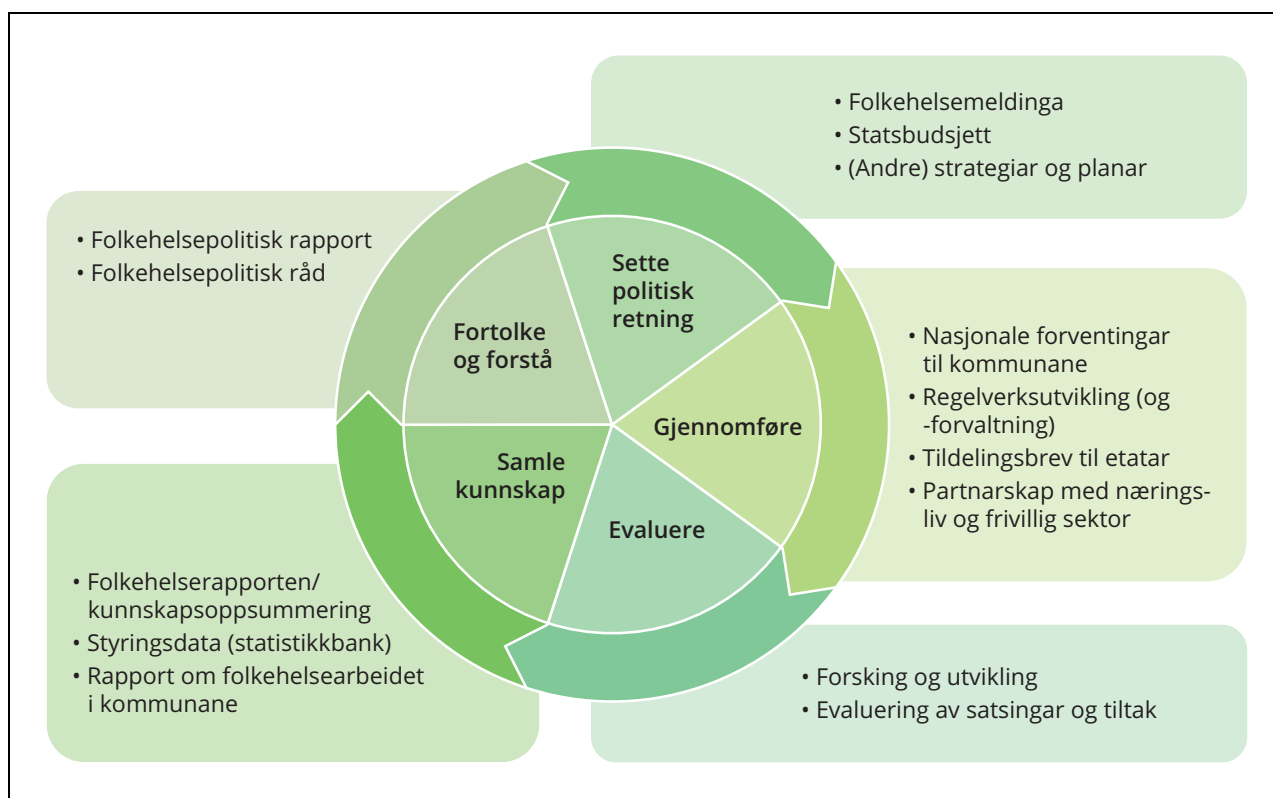 • Folkehelsemeldinga
• Statsbudsjett
• (Andre) strategiar og planar
• Folkehelsepolitisk rapport
• Folkehelsepolitisk råd
Sette
politisk
retning
Fortolke
og forstå
Gjennomføre
• Nasjonale forventingar
til kommunane
• Regelverksutvikling (og
-forvaltning)
• Tildelingsbrev til etatar
• Partnarskap med nærings-
liv og frivillig sektor
Samle
kunnskap
Evaluere
• Folkehelserapporten/
kunnskapsoppsummering
• Styringsdata (statistikkbank)
• Rapport om folkehelsearbeidet
i kommunane
• Forsking og utvikling
• Evaluering av satsingar og tiltak